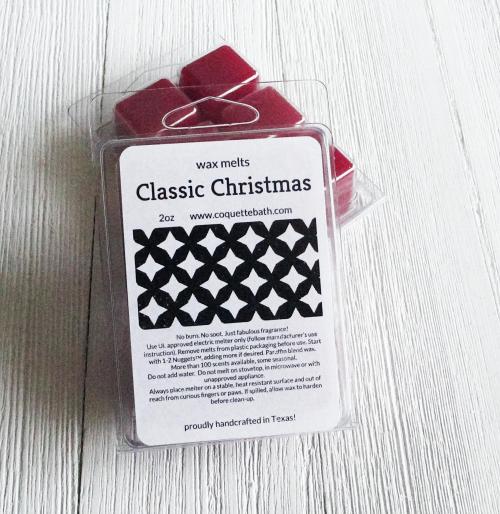 wax melts
Classic Christmas
2oz www.coquettebath.com
No burn. No soot. Just fabulous fragrance!
Use UL approved electric melter only (follow manufacturer's use
instruction). Remove melts from plastic packaging before use. Start
with 1-2 Nuggets™, adding more if desired. Paraffin blend wax.
More than 100 scents available, some seasonal.
Do not add water. Do not melt on stovetop, in microwave or with
unapproved appliance.
Always place melter on a stable, heat resistant surface and out of
reach from curious fingers or paws. If spilled, allow wax to harden
before clean-up.
proudly handcrafted in Texas!